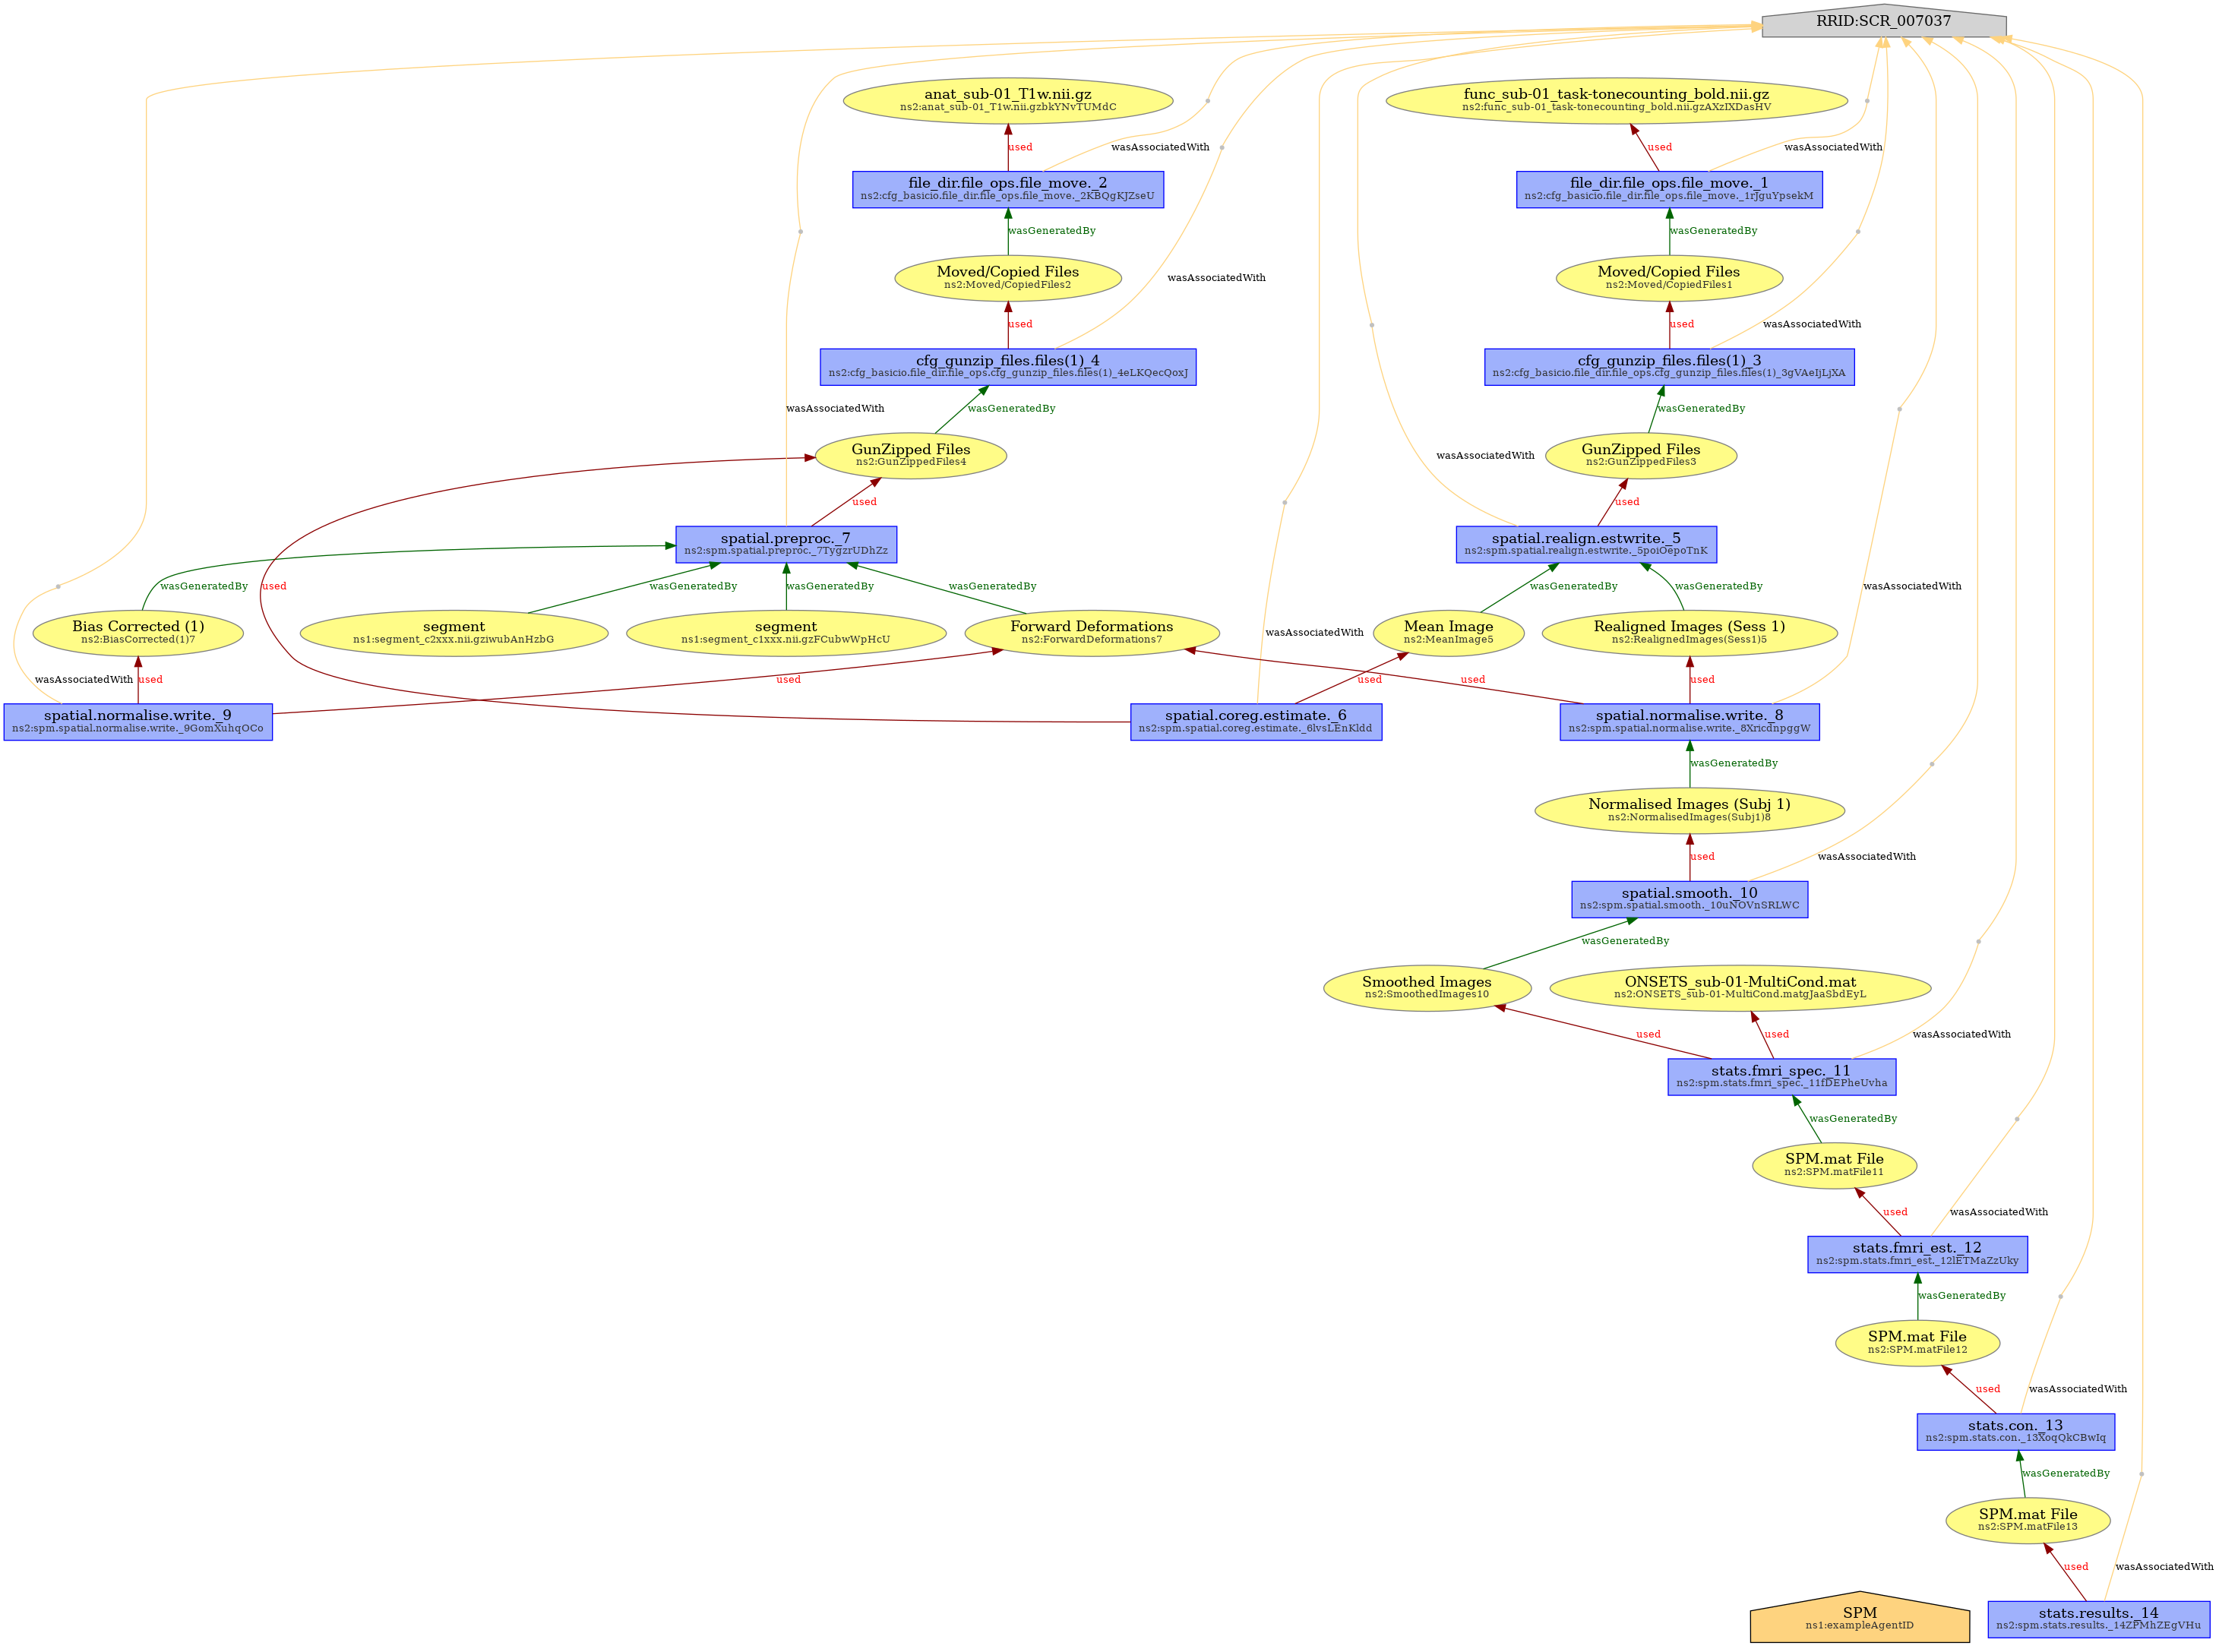 RRID:SCR_007037
anat_sub-01_T1w.nii.gz
ns2:anat_sub-01_T1w.nii.gzbkYNvTUMdC
func_sub-01_task-tonecounting_bold.nii.gz
ns2:func_sub-01_task-tonecounting_bold.nii.gzAXzIXDasHV
used
wasAssociatedWith
used
wasAssociatedWith
file_dir.file_ops.file_move._2
ns2:cfg_basicio.file_dir.file_ops.file_move._2KBQgKJZseU
file_dir.file_ops.file_move._1
ns2:cfg_basicio.file_dir.file_ops.file_move._1rJguYpsekM
wasGeneratedBy
wasGeneratedBy
Moved/Copied Files
ns2:Moved/CopiedFiles2
Moved/Copied Files
ns2:Moved/CopiedFiles1
wasAssociatedWith
used
used
wasAssociatedWith
cfg_gunzip_files.files(1)_4
ns2:cfg_basicio.file_dir.file_ops.cfg_gunzip_files.files(1)_4eLKQecQoxJ
cfg_gunzip_files.files(1)_3
ns2:cfg_basicio.file_dir.file_ops.cfg_gunzip_files.files(1)_3gVAeIjLjXA
wasAssociatedWith
wasGeneratedBy
wasGeneratedBy
GunZipped Files
ns2:GunZippedFiles4
wasAssociatedWith
GunZipped Files
ns2:GunZippedFiles3
used
used
spatial.preproc._7
ns2:spm.spatial.preproc._7TygzrUDhZz
spatial.realign.estwrite._5
ns2:spm.spatial.realign.estwrite._5poiOepoTnK
wasGeneratedBy
used
wasGeneratedBy
wasGeneratedBy
wasGeneratedBy
wasGeneratedBy
wasGeneratedBy
wasAssociatedWith
Bias Corrected (1)
ns2:BiasCorrected(1)7
segment
ns1:segment_c2xxx.nii.gziwubAnHzbG
segment
ns1:segment_c1xxx.nii.gzFCubwWpHcU
Forward Deformations
ns2:ForwardDeformations7
wasAssociatedWith
Mean Image
ns2:MeanImage5
Realigned Images (Sess 1)
ns2:RealignedImages(Sess1)5
wasAssociatedWith
used
used
used
used
used
spatial.normalise.write._9
ns2:spm.spatial.normalise.write._9GomXuhqOCo
spatial.coreg.estimate._6
ns2:spm.spatial.coreg.estimate._6lvsLEnKldd
spatial.normalise.write._8
ns2:spm.spatial.normalise.write._8XricdnpggW
wasGeneratedBy
Normalised Images (Subj 1)
ns2:NormalisedImages(Subj1)8
used
wasAssociatedWith
spatial.smooth._10
ns2:spm.spatial.smooth._10uNOVnSRLWC
wasGeneratedBy
Smoothed Images
ns2:SmoothedImages10
ONSETS_sub-01-MultiCond.mat
ns2:ONSETS_sub-01-MultiCond.matgJaaSbdEyL
used
used
wasAssociatedWith
stats.fmri_spec._11
ns2:spm.stats.fmri_spec._11fDEPheUvha
wasGeneratedBy
SPM.mat File
ns2:SPM.matFile11
used
wasAssociatedWith
stats.fmri_est._12
ns2:spm.stats.fmri_est._12lETMaZzUky
wasGeneratedBy
SPM.mat File
ns2:SPM.matFile12
used
wasAssociatedWith
stats.con._13
ns2:spm.stats.con._13XoqQkCBwIq
wasGeneratedBy
SPM.mat File
ns2:SPM.matFile13
used
wasAssociatedWith
SPM
ns1:exampleAgentID
stats.results._14
ns2:spm.stats.results._14ZPMhZEgVHu